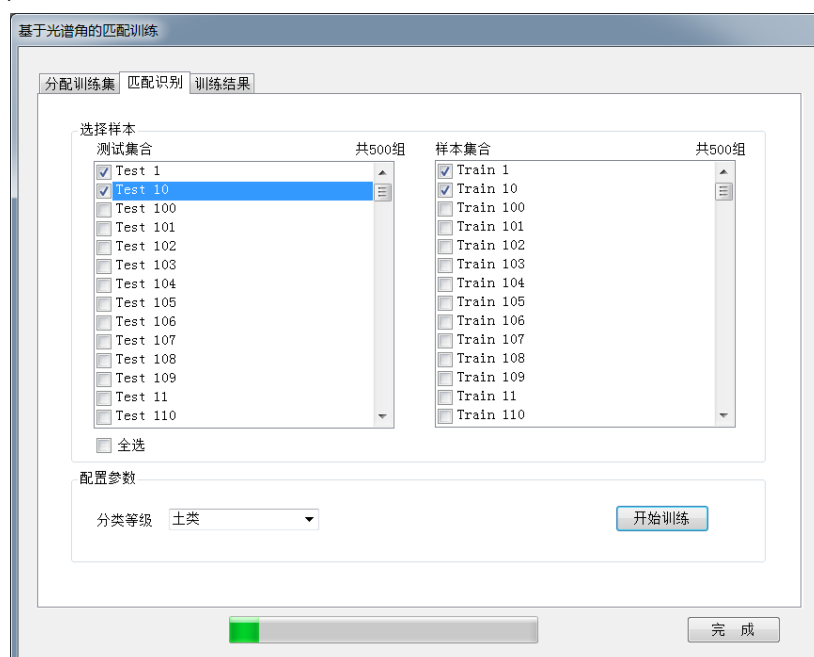 基于光谱角的匹配训练
分配训练集 匹配识别 训练结果
选择样本
测试集合 共500组 样本集合 共500组
Test 1 Train 1
Test 10 Train 10
Test 100 Train 100
Test 101 Train 101
Test 102 Train 102
Test 103 Train 103
Test 104 Train 104
Test 105 Train 105
Test 106 Train 106
Test 107 Train 107
Test 108 Train 108
Test 109 Train 109
Test 11 Train 11
Test 110 Train 110
全选
配置参数
分类等级 土类 开始训练
完 成